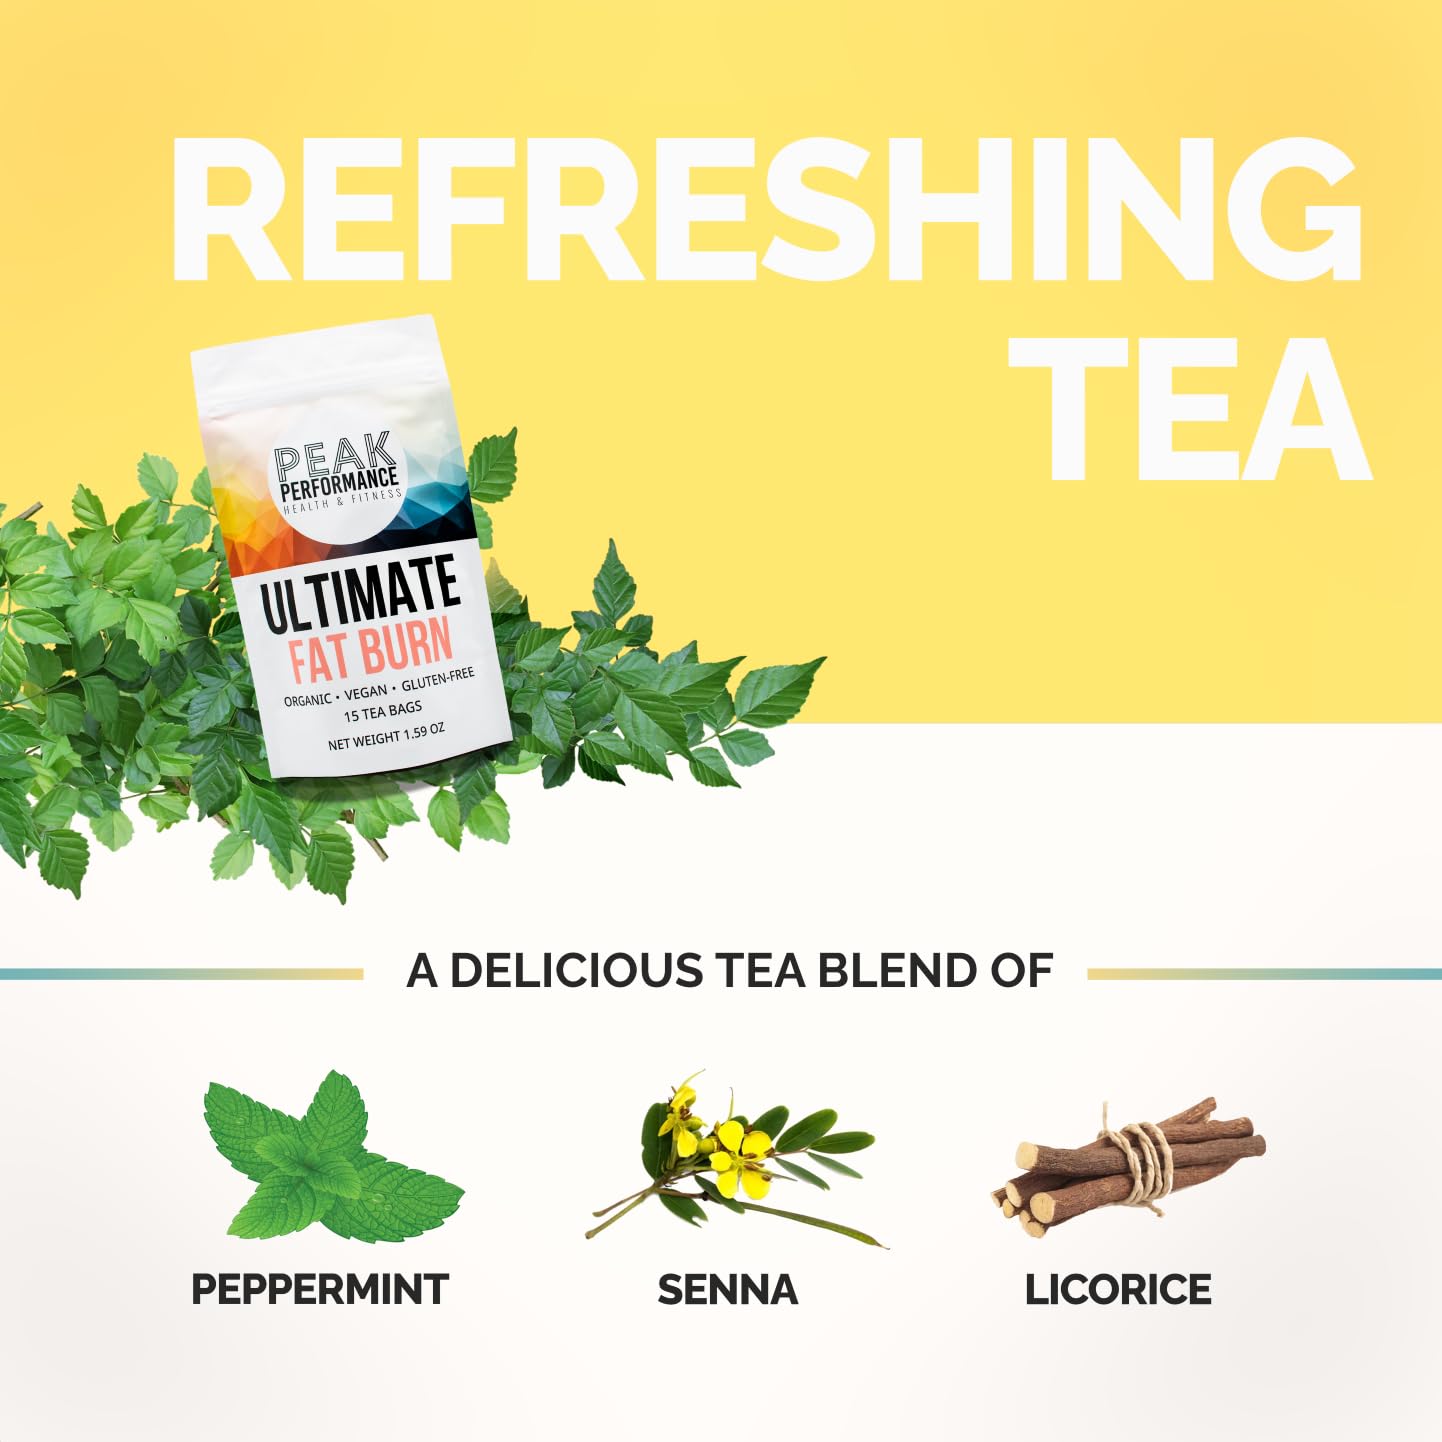 REFRESHING
TEA
PEAK
PERFORMANCE
HEALTH & FITNESS
ULTIMATE
FAT BURN
ORGANIC • VEGAN • GLUTEN-FREE
15 TEA BAGS
NET WEIGHT 1.59 OZ
A DELICIOUS TEA BLEND OF
PEPPERMINT
SENNA
LICORICE